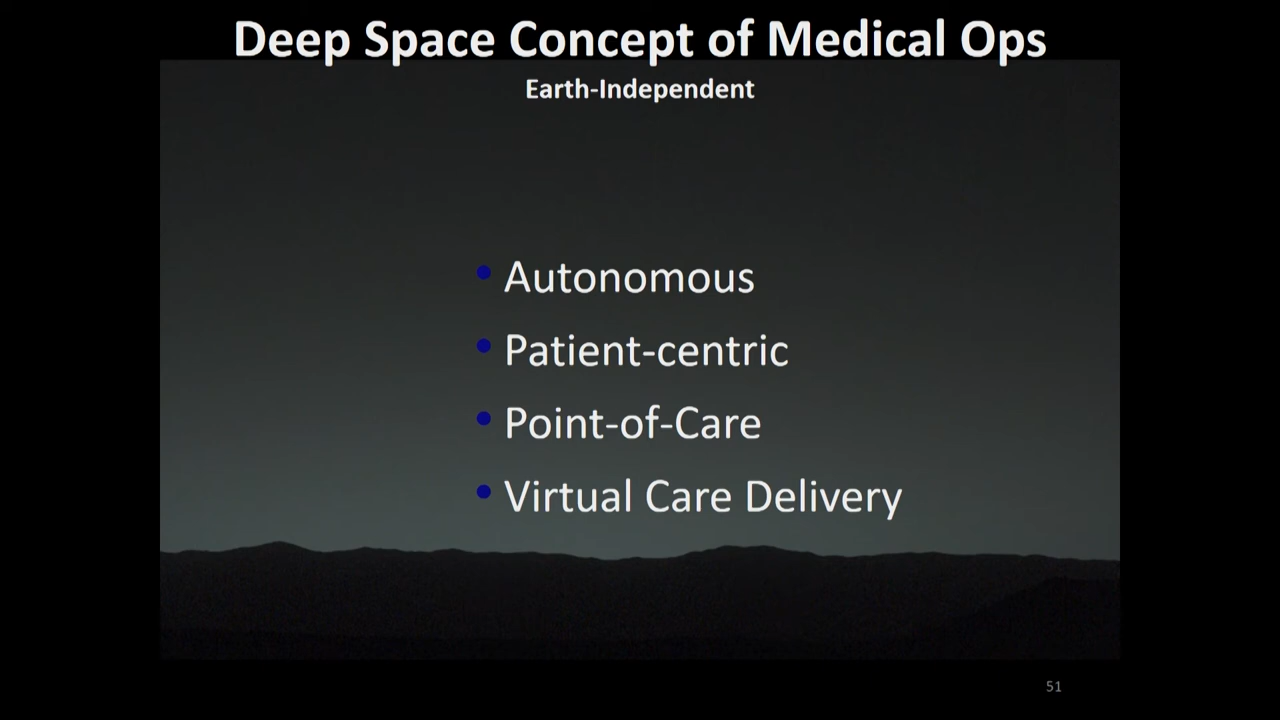 Deep Space Concept of Medical Ops
Earth-Independent
• Autonomous
• Patient-centric
• Point-of-Care
• Virtual Care Delivery
51